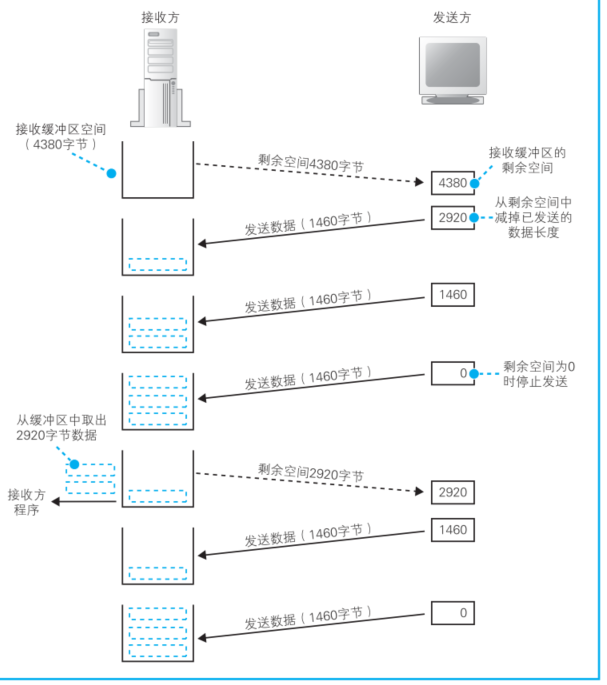 接收方
发送方
接收缓冲区空间
（4380字节）
剩余空间4380字节
接收缓冲区的
剩余空间
4380
从剩余空间中
减掉已发送的
数据长度
2920
发送数据（1460字节）
1460
发送数据（1460字节）
0
剩余空间为0
时停止发送
发送数据（1460字节）
从缓冲区中取出
2920字节数据
剩余空间2920字节
接收方
程序
2920
1460
发送数据（1460字节）
0
发送数据（1460字节）